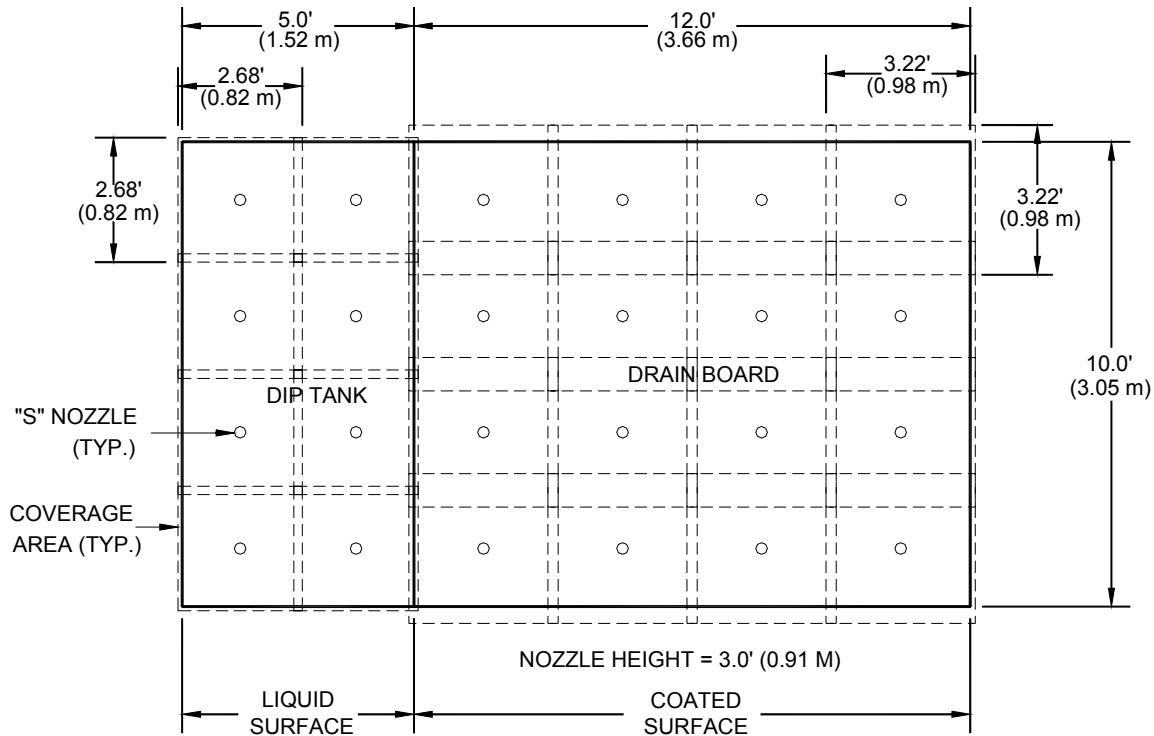 5.0'
(1.52 m)
12.0'
(3.66 m)
2.68'
(0.82 m)
3.22'
(0.98 m)
2.68'
(0.82 m)
3.22'
(0.98 m)
10.0'
(3.05 m)
DIP TANK
DRAIN BOARD
"S" NOZZLE
(TYP.)
COVERAGE
AREA (TYP.)
NOZZLE HEIGHT = 3.0' (0.91 M)
LIQUID
SURFACE
COATED
SURFACE